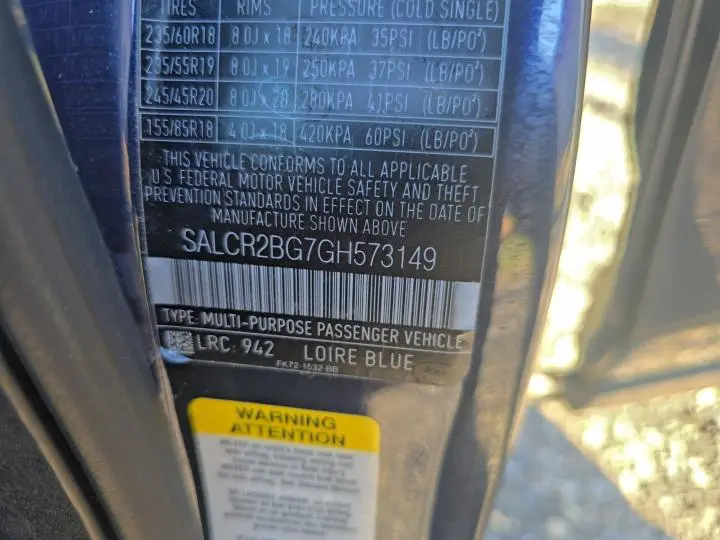 TIRES RIMS PRESSURE (COLD SINGLE)
235/60R18 8.0J x 18 240KPA 35PSI (LB/PO²)
235/55R19 8.0J x 19 250KPA 37PSI (LB/PO²)
245/45R20 8.0J x 20 280KPA 41PSI (LB/PO²)
155/85R18 4.0J x 18 420KPA 60PSI (LB/PO²)
THIS VEHICLE CONFORMS TO ALL APPLICABLE
U.S. FEDERAL MOTOR VEHICLE SAFETY AND THEFT
PREVENTION STANDARDS IN EFFECT ON THE DATE OF
MANUFACTURE SHOWN ABOVE
SALCR2BG7GH573149
TYPE: MULTI-PURPOSE PASSENGER VEHICLE
LRC: 942 LOIRE BLUE
FK72-1532-BB
WARNING
ATTENTION